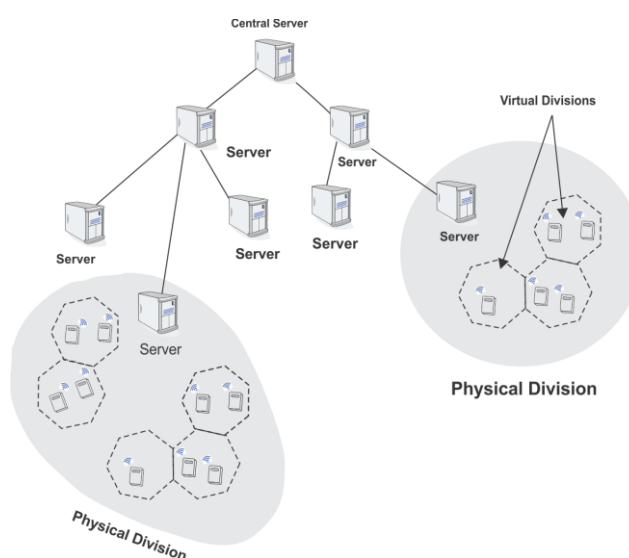 Central Server
Virtual Divisions
Server
Server
Server
Server
Server
Server
Server
Physical Division
Physical Division